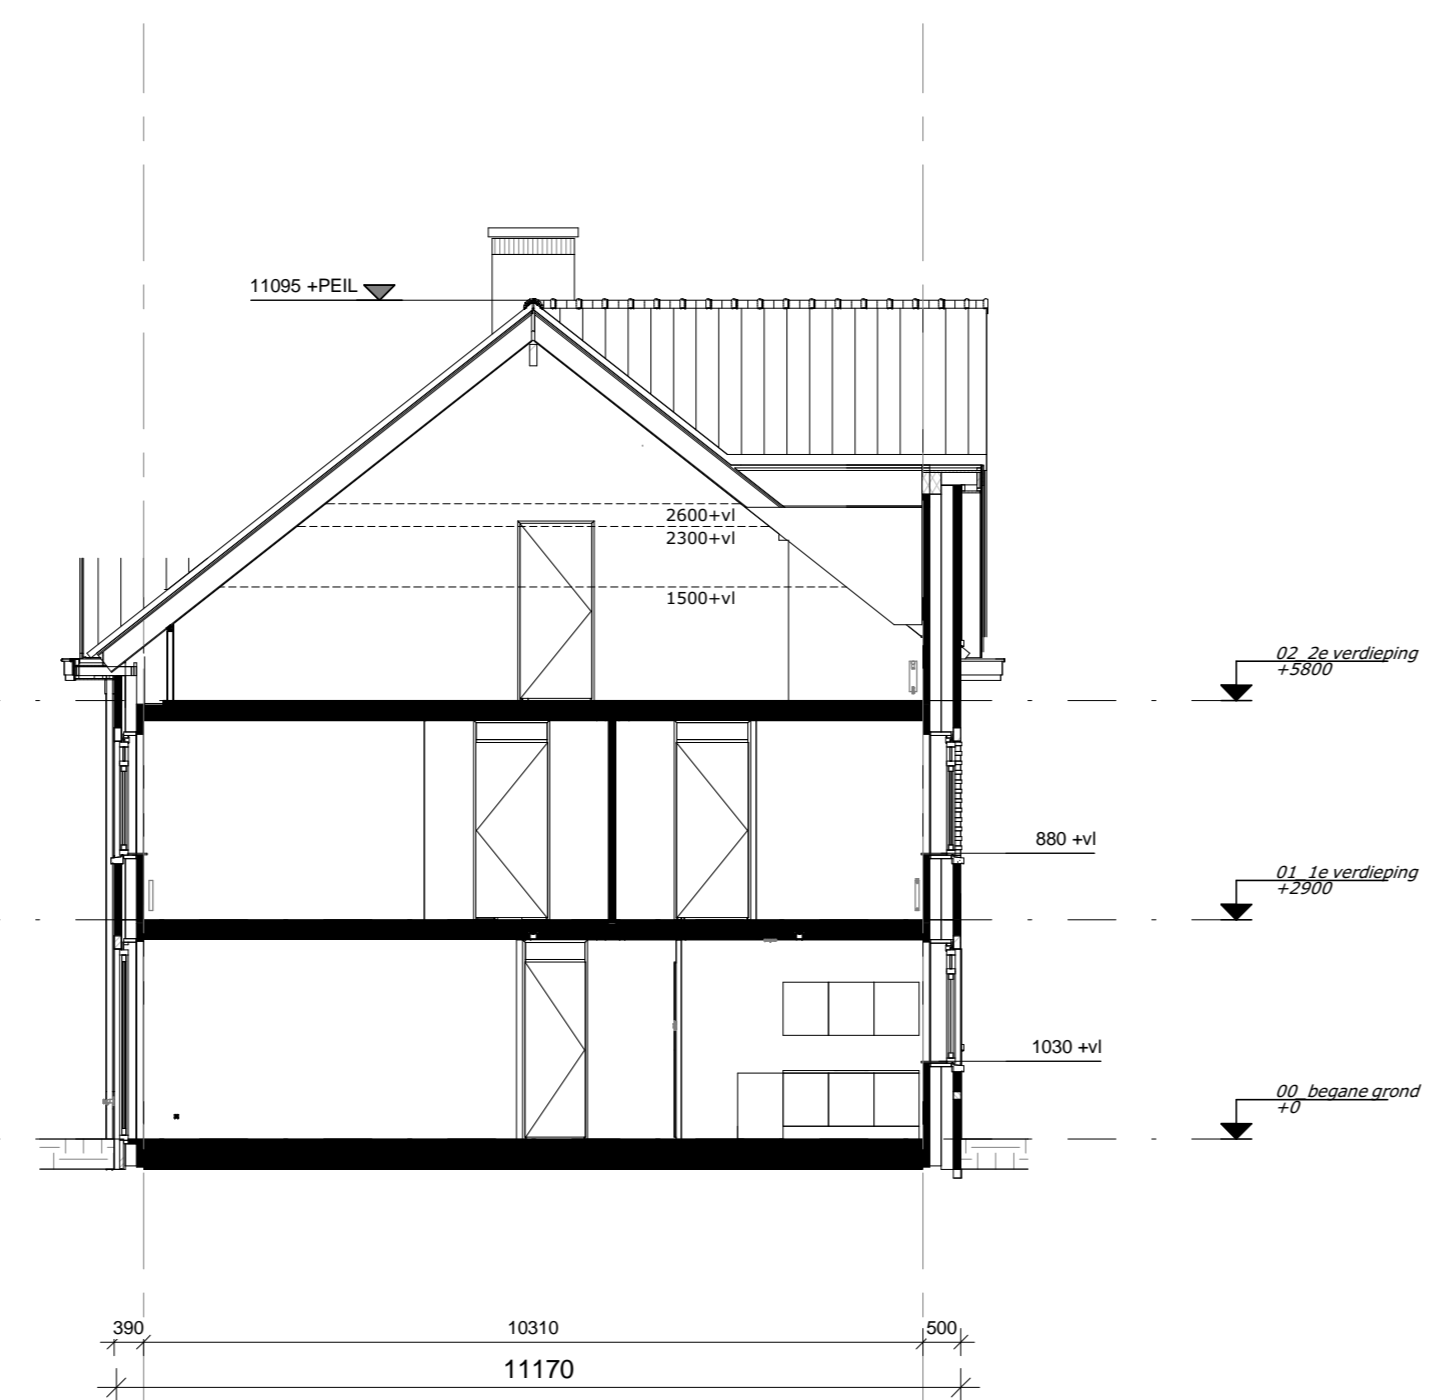 11095 +PEIL
2600+vl
2300+vl
1500+vl
02_2e verdieping
+5800
880 +vl
01_1e verdieping
+2900
1030 +vl
00_begane grond
+0
390
10310
500
11170